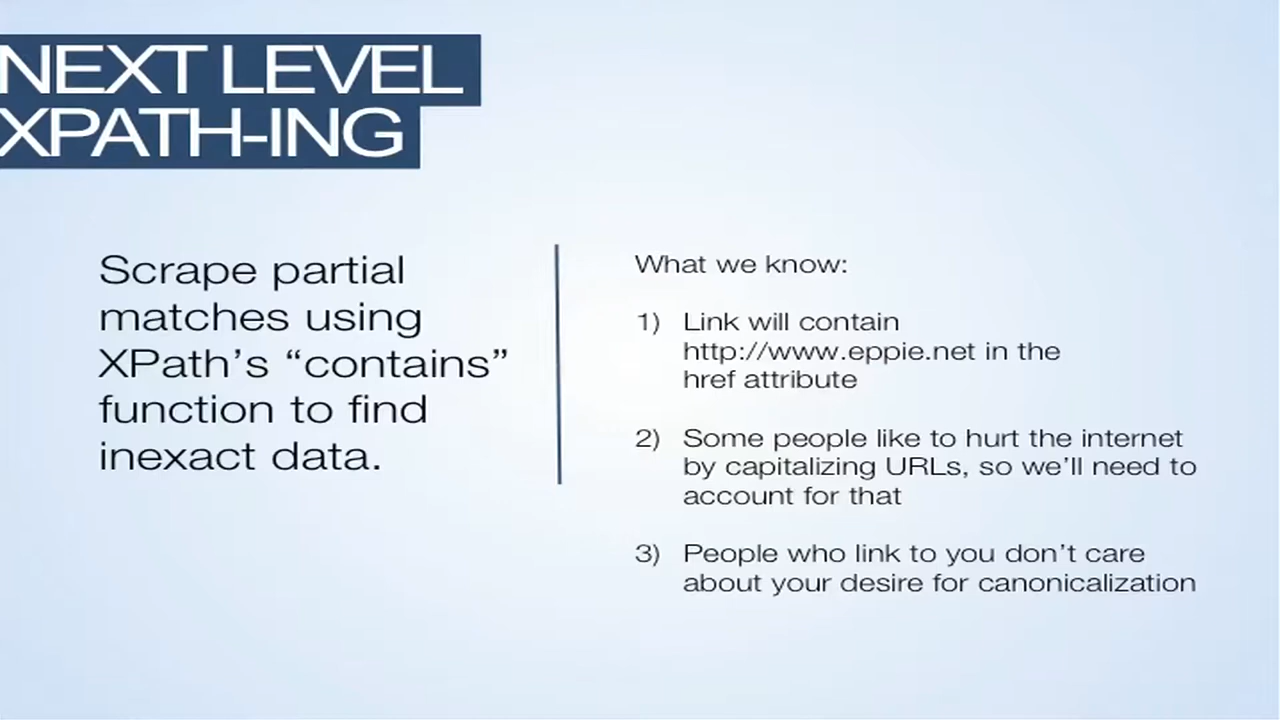 NEXT LEVEL
XPATH-ING
Scrape partial
matches using
XPath’s “contains”
function to find
inexact data.
What we know:
1) Link will contain
http://www.eppie.net in the
href attribute
2) Some people like to hurt the internet
by capitalizing URLs, so we’ll need to
account for that
3) People who link to you don’t care
about your desire for canonicalization